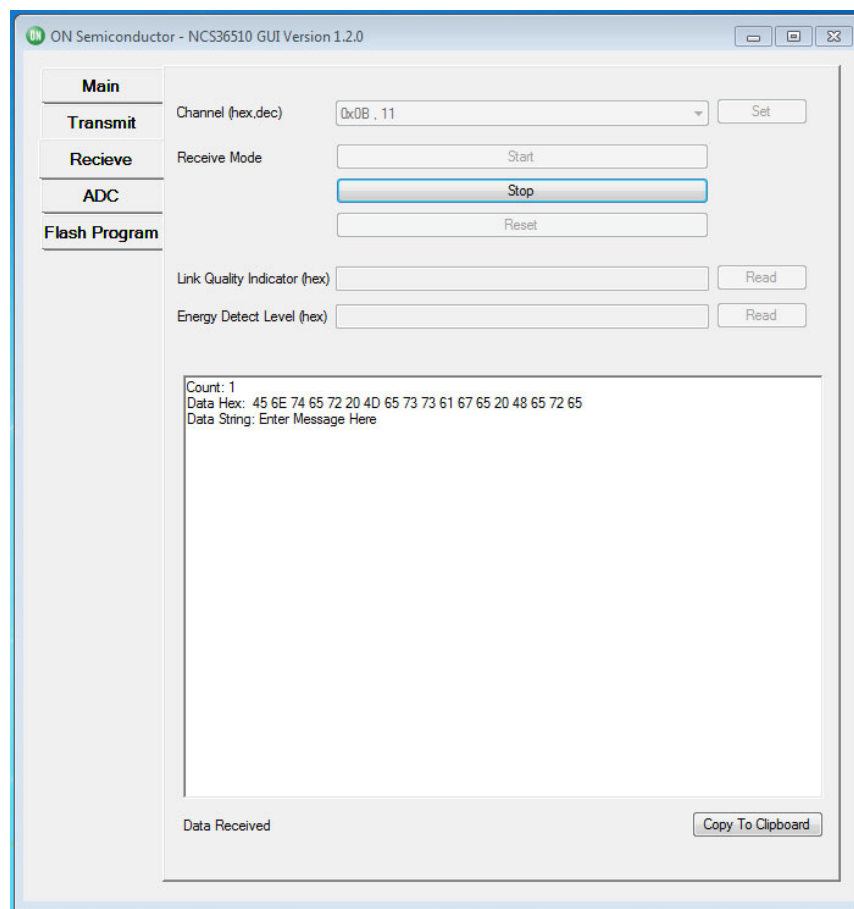 ON ON Semiconductor - NCS36510 GUI Version 1.2.0
Main
Transmit
Recieve
ADC
Flash Program
Channel (hex,dec) 0x0B , 11 Set
Receive Mode Start
Stop
Reset
Link Quality Indicator (hex) Read
Energy Detect Level (hex) Read
Count: 1
Data Hex:  45 6E 74 65 72 20 4D 65 73 73 61 67 65 20 48 65 72 65
Data String: Enter Message Here
Data Received Copy To Clipboard